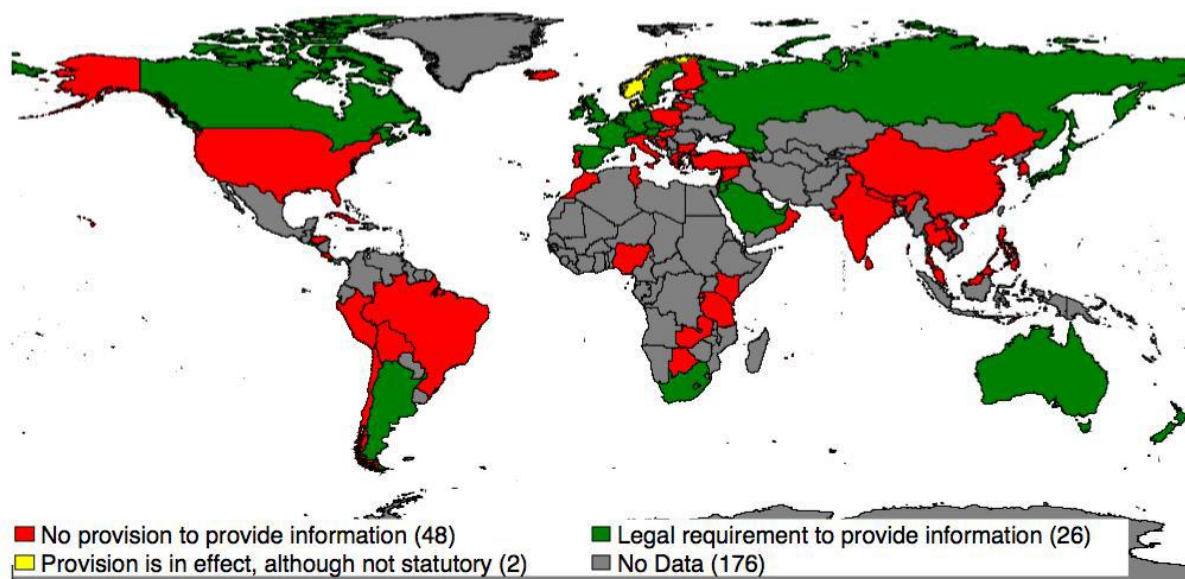 No provision to provide information (48)
Legal requirement to provide information (26)
Provision is in effect, although not statutory (2)
No Data (176)